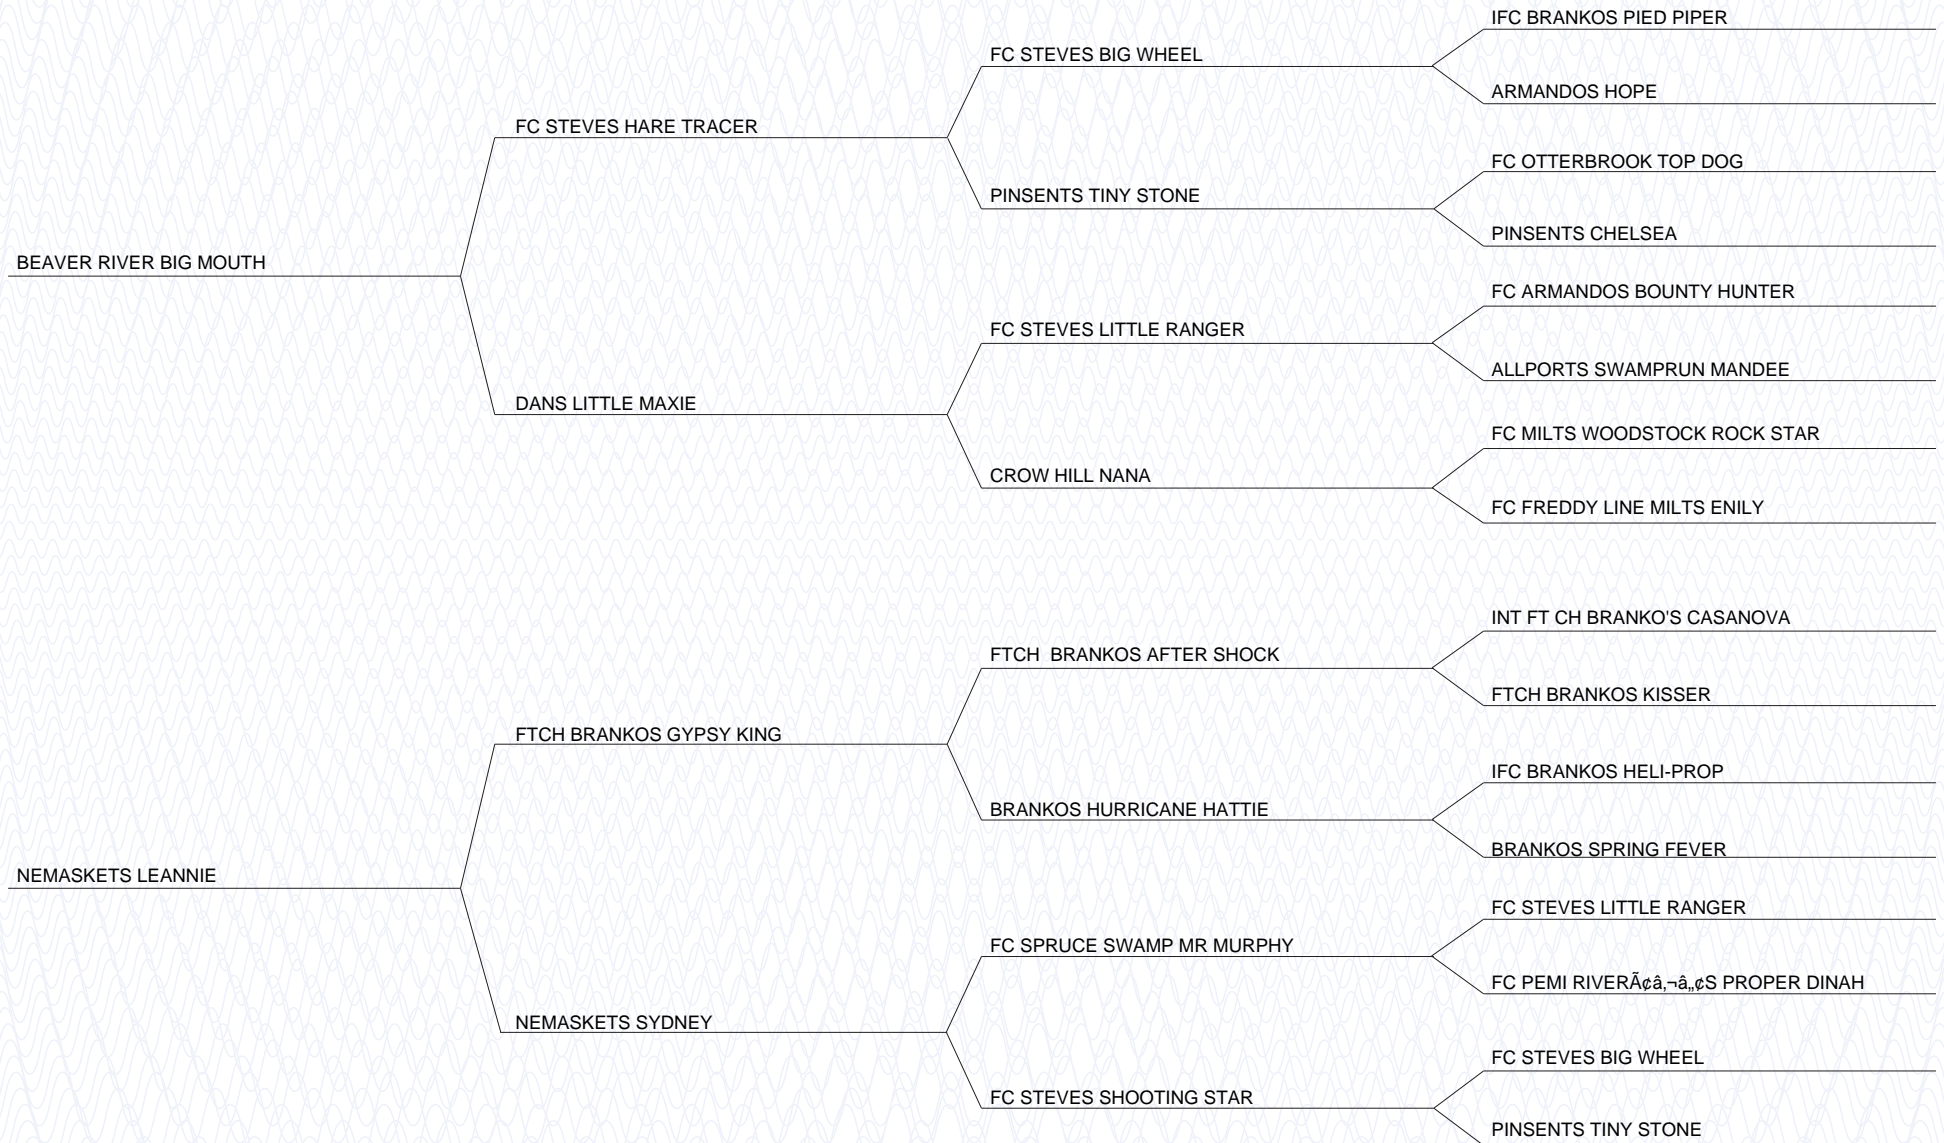 IFC BRANKOS PIED PIPER
FC STEVES BIG WHEEL
ARMANDOS HOPE
FC STEVES HARE TRACER
FC OTTERBROOK TOP DOG
PINSENTS TINY STONE
PINSENTS CHELSEA
BEAVER RIVER BIG MOUTH
FC ARMANDOS BOUNTY HUNTER
FC STEVES LITTLE RANGER
ALLPORTS SWAMPRUN MANDEE
DANS LITTLE MAXIE
FC MILTS WOODSTOCK ROCK STAR
CROW HILL NANA
FC FREDDY LINE MILTS ENILY
INT FT CH BRANKO'S CASANOVA
FTCH  BRANKOS AFTER SHOCK
FTCH BRANKOS KISSER
FTCH BRANKOS GYPSY KING
IFC BRANKOS HELI-PROP
BRANKOS HURRICANE HATTIE
BRANKOS SPRING FEVER
NEMASKETS LEANNIE
FC STEVES LITTLE RANGER
FC SPRUCE SWAMP MR MURPHY
FC PEMI RIVERÃ¢â‚¬â„¢S PROPER DINAH
NEMASKETS SYDNEY
FC STEVES BIG WHEEL
FC STEVES SHOOTING STAR
PINSENTS TINY STONE